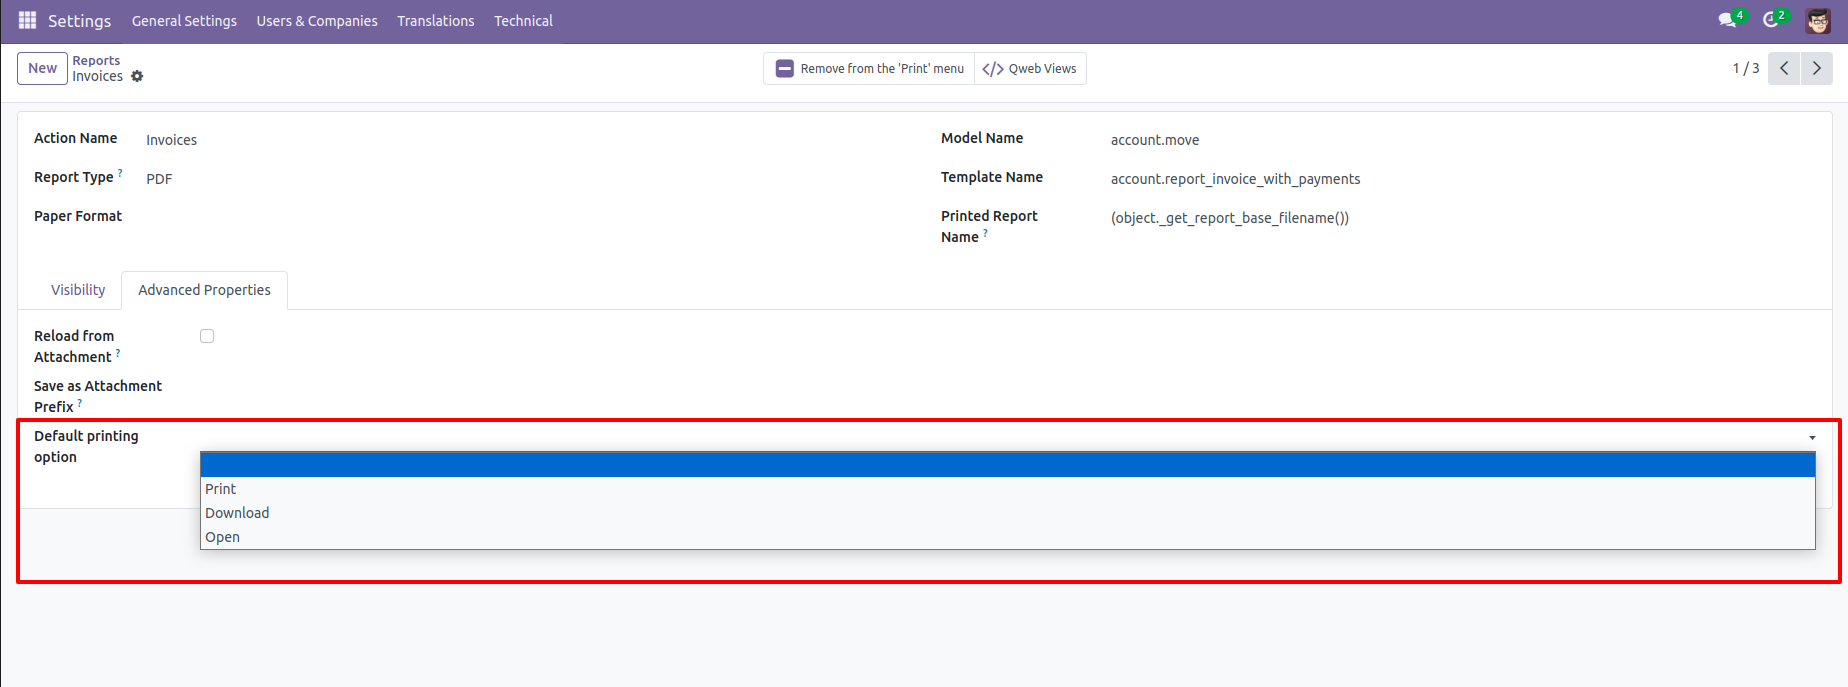 Settings General Settings Users & Companies Translations Technical 4 2
New Reports
Invoices
Remove from the 'Print' menu Qweb Views 1 / 3
Action Name Invoices
Model Name account.move
Report Type ? PDF
Template Name account.report_invoice_with_payments
Paper Format
Printed Report
Name ? (object._get_report_base_filename())
Visibility Advanced Properties
Reload from
Attachment ?
Save as Attachment
Prefix ?
Default printing
option
Print
Download
Open